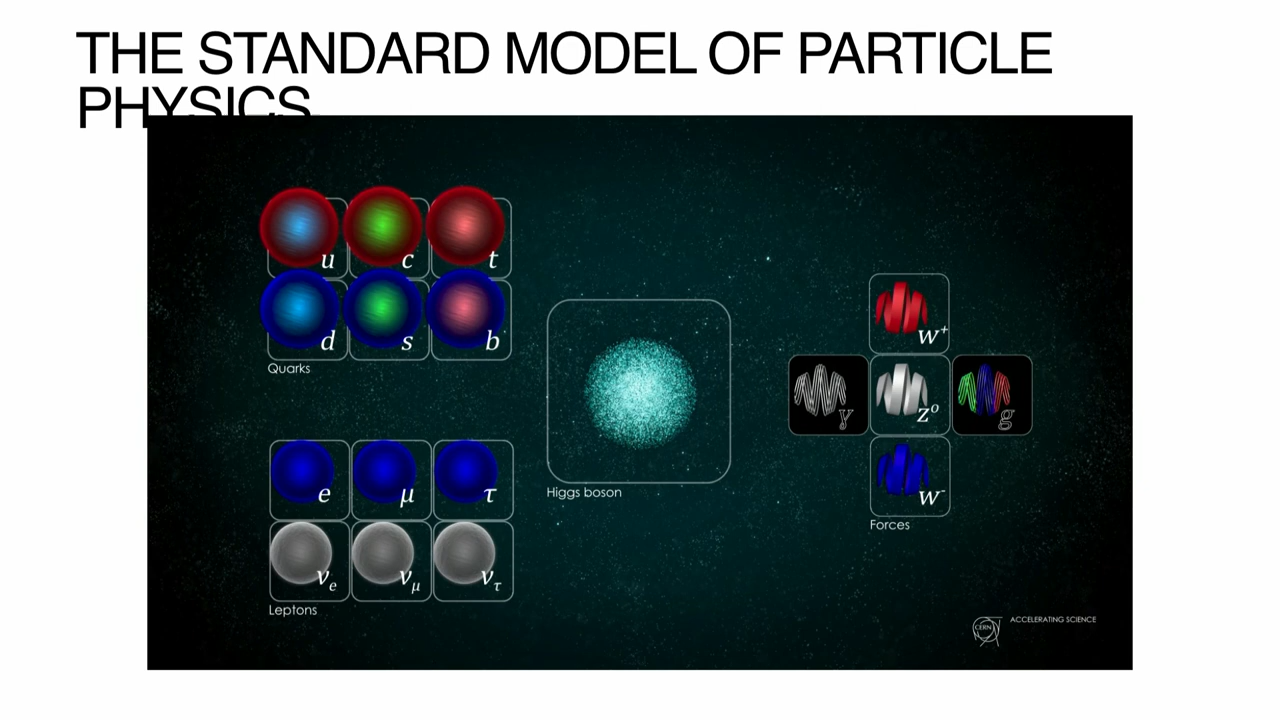 THE STANDARD MODEL OF PARTICLE
PHYSICS
u c t
d s b
Quarks
e μ τ
νe νμ ντ
Leptons
Higgs boson
W+
γ Z0 g
W-
Forces
CERN
ACCELERATING SCIENCE